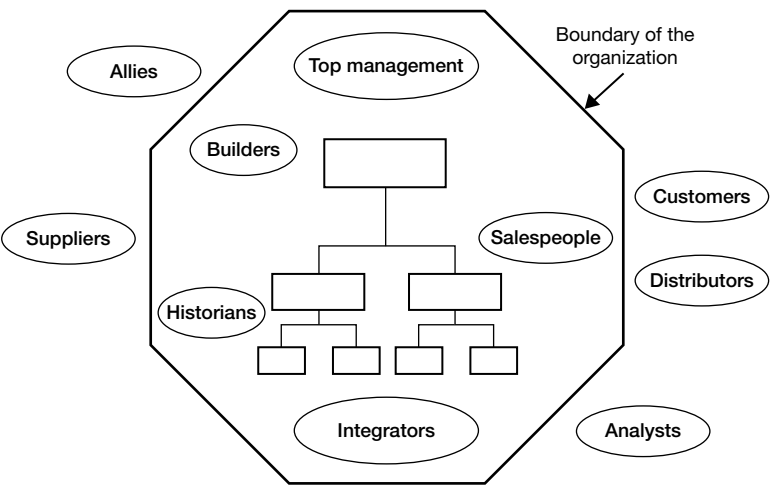 Boundary of the
organization
Allies
Top management
Builders
Customers
Suppliers
Salespeople
Distributors
Historians
Integrators
Analysts